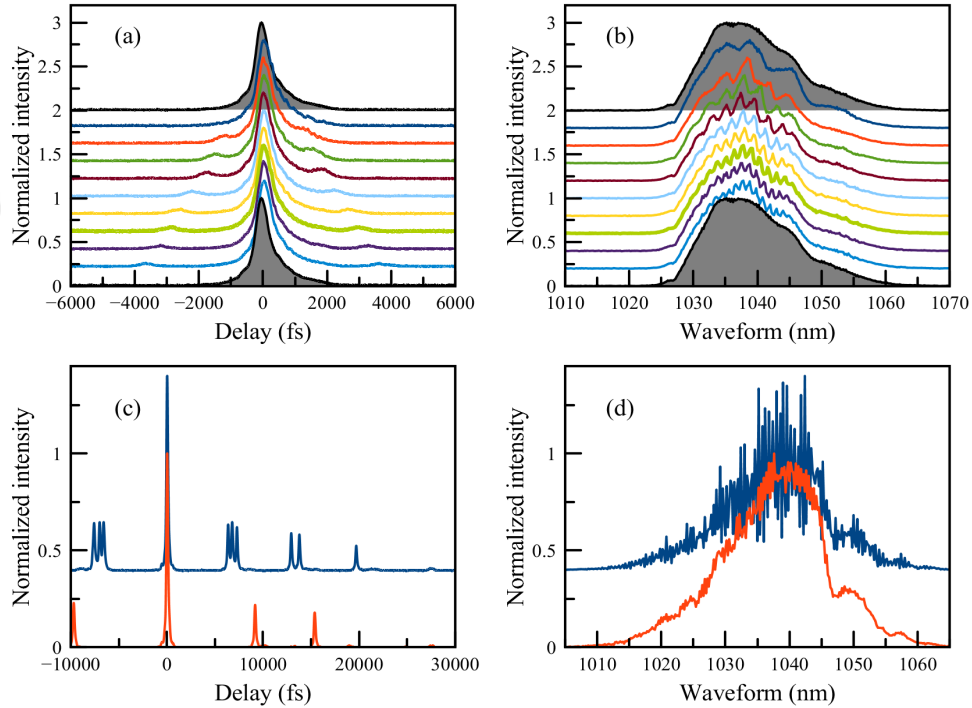 (a)
Normalized intensity
3
2.5
2
1.5
1
0.5
0
−6000 −4000 −2000 0 2000 4000 6000
Delay (fs)
(b)
Normalized intensity
3
2.5
2
1.5
1
0.5
0
1010 1020 1030 1040 1050 1060 1070
Waveform (nm)
(c)
Normalized intensity
1
0.5
0
−10000 0 10000 20000 30000
Delay (fs)
(d)
Normalized intensity
1
0.5
0
1010 1020 1030 1040 1050 1060
Waveform (nm)